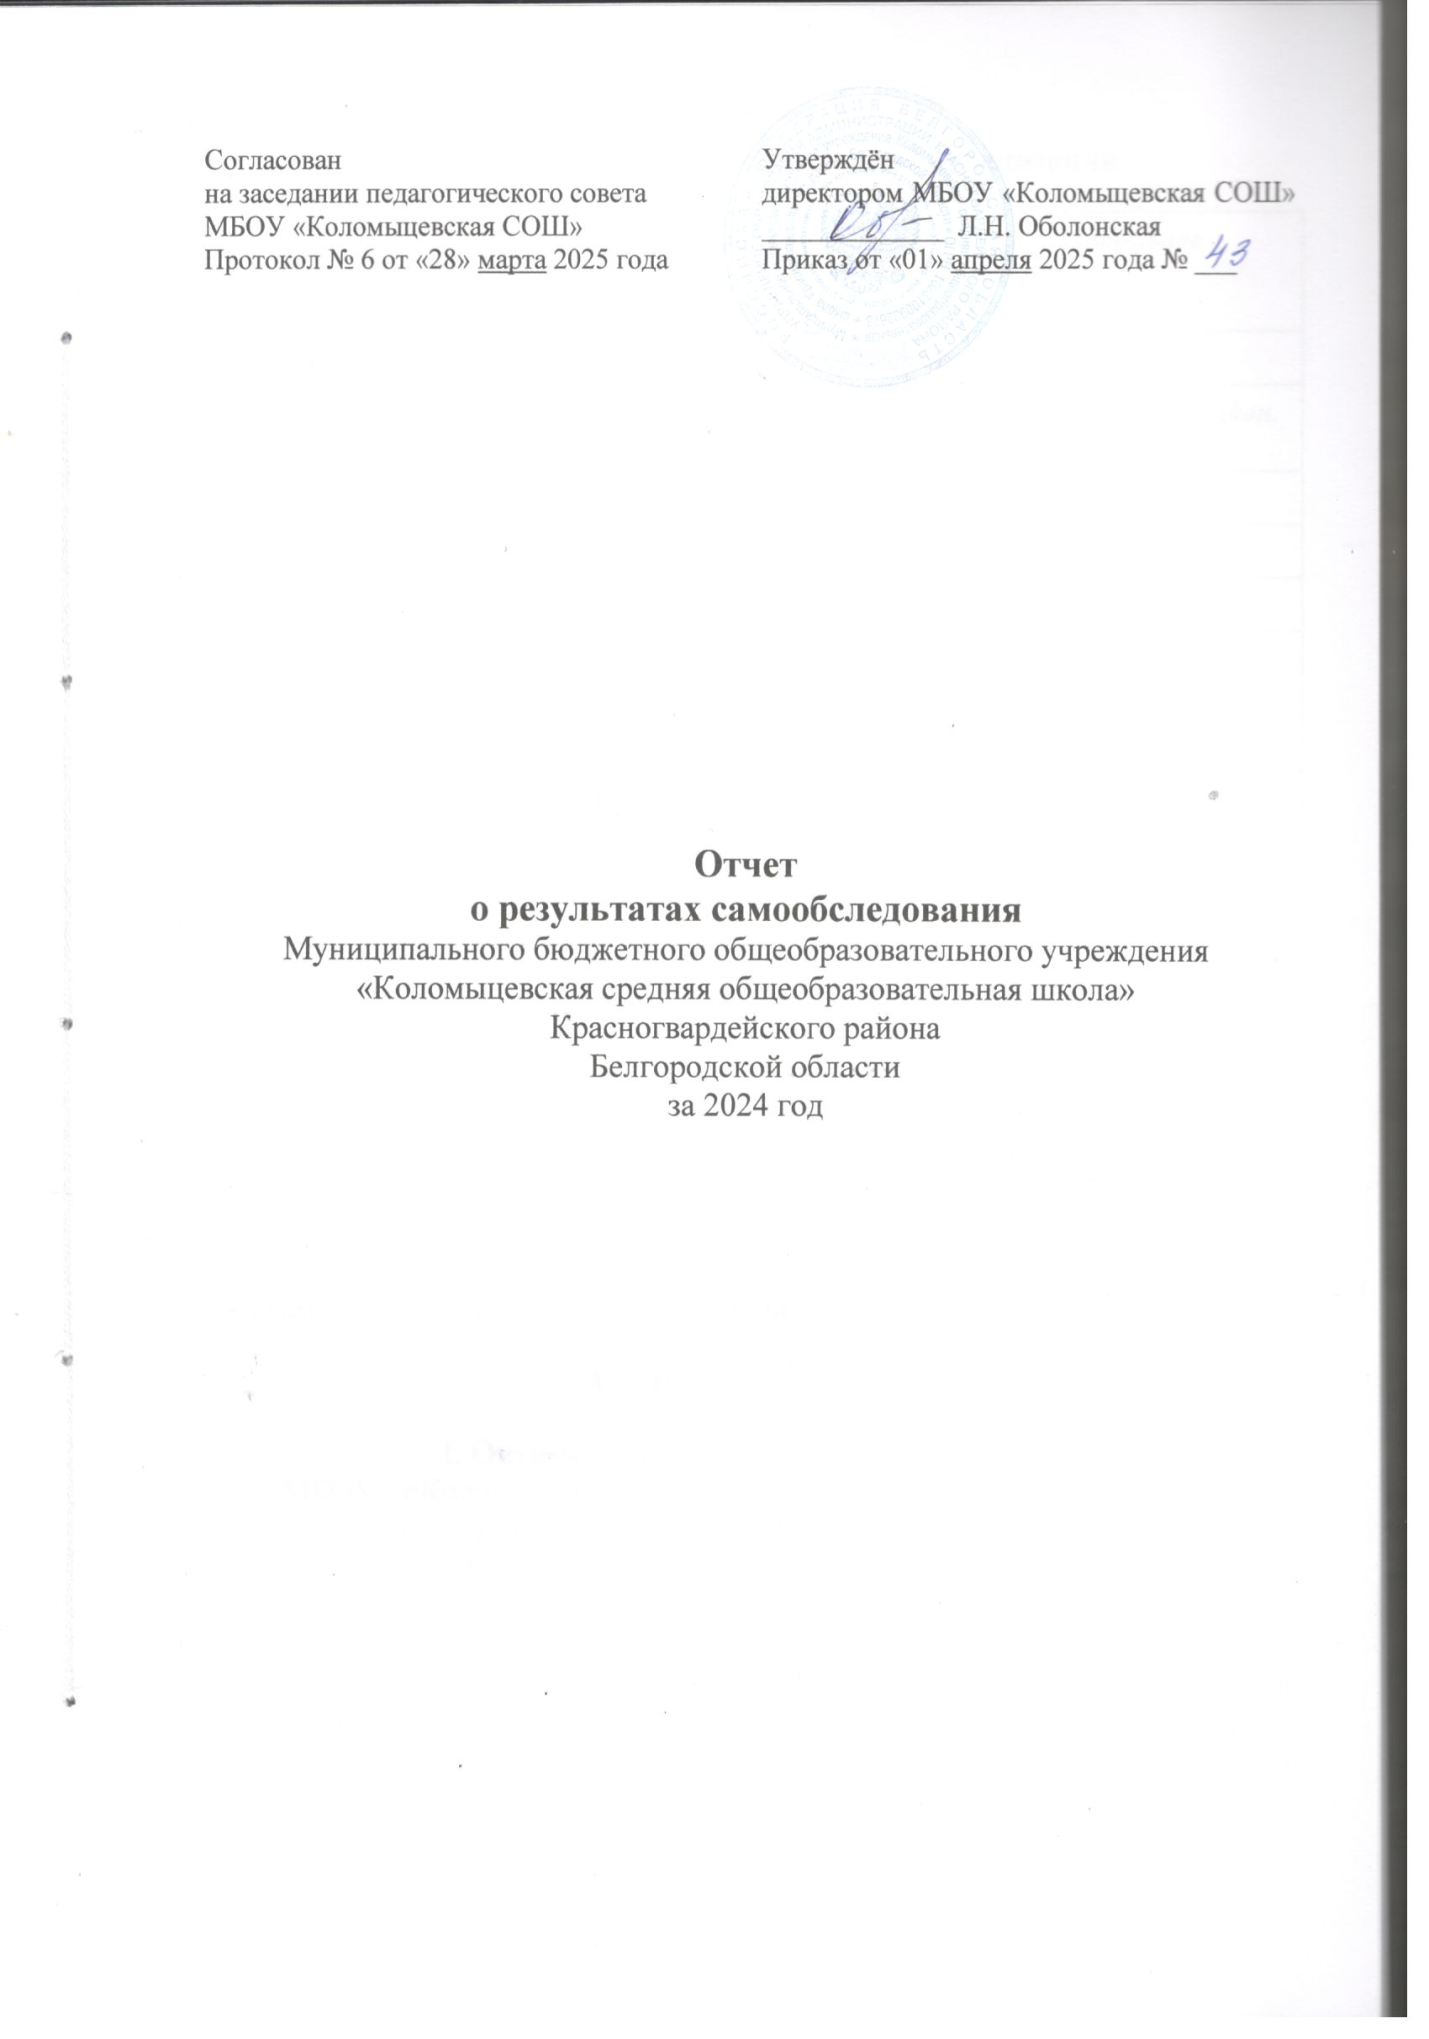 Согласован
на заседании педагогического совета
МБОУ «Коломыцевская СОШ»
Протокол № 6 от «28» марта 2025 года
Утверждён
директором МБОУ «Коломыцевская СОШ»
Л.Н. Оболонская
Приказ от «01» апреля 2025 года № 43
Отчет
о результатах самообследования
Муниципального бюджетного общеобразовательного учреждения
«Коломыцевская средняя общеобразовательная школа»
Красногвардейского района
Белгородской области
за 2024 год